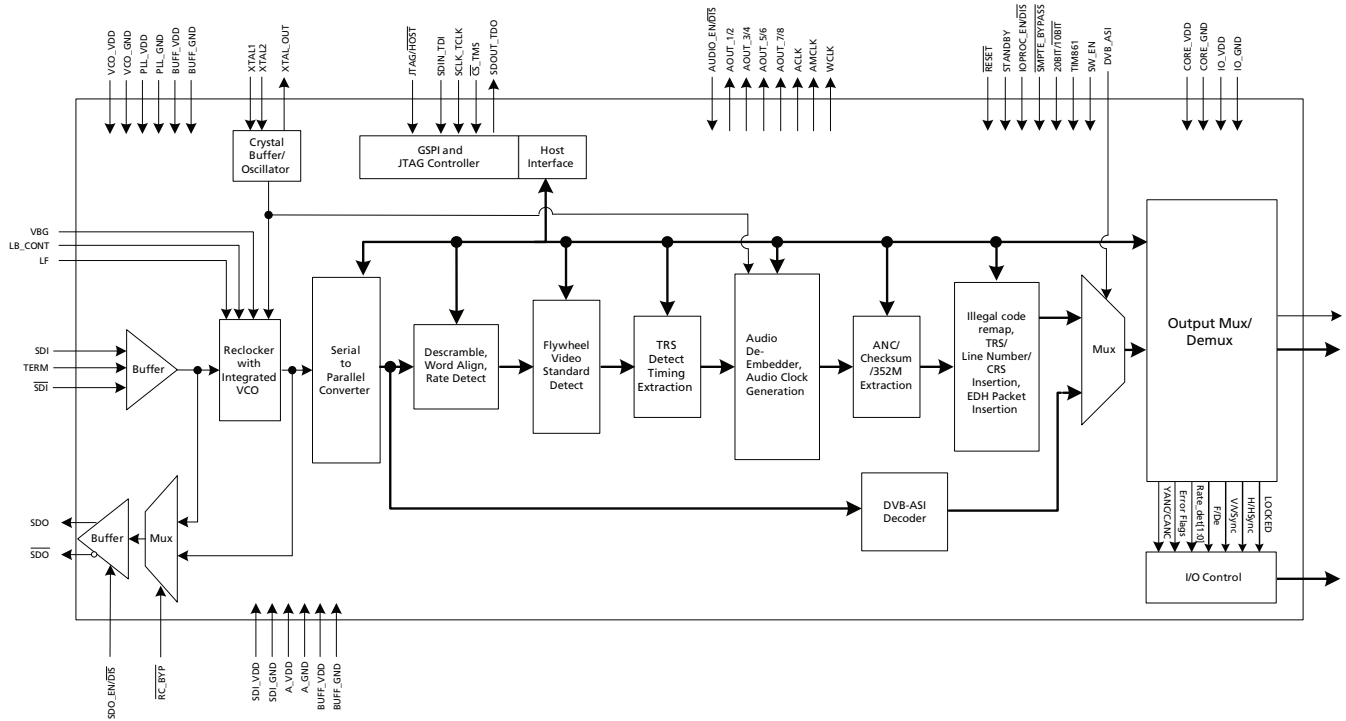 VCO_VDD
VCO_GND
PLL_VDD
PLL_GND
BUFF_VDD
BUFF_GND
XTAL1
XTAL2
XTAL_OUT
JTAG/HOST
SDIN_TDI
SCLK_TCLK
CS_TMS
SDOUT_TDO
AUDIO_EN/DIS
AOUT_1/2
AOUT_3/4
AOUT_5/6
AOUT_7/8
ACLK
AMCLK
WCLK
RESET
STANDBY
IOPROC_EN/DIS
SMPTE_BYPASS
20BIT/10BIT
TIM861
SW_EN
DVB_ASI
CORE_VDD
CORE_GND
IO_VDD
IO_GND
Crystal
Buffer/
Oscillator
GSPI and
JTAG Controller
Host
Interface
VBG
LB_CONT
LF
SDI
TERM
SDI
Buffer
Reclocker
with
Integrated
VCO
Serial
to
Parallel
Converter
Descramble,
Word Align,
Rate Detect
Flywheel
Video
Standard
Detect
TRS
Detect
Timing
Extraction
Audio
De-
Embedder,
Audio Clock
Generation
ANC/
Checksum
/352M
Extraction
Illegal code
remap,
TRS/
Line Number/
CRS
Insertion,
EDH Packet
Insertion
Mux
Output Mux/
Demux
DVB-ASI
Decoder
YANC/CANC
Error Flags
Rate_det[1:0]
F/De
V/VSync
H/HSync
LOCKED
I/O Control
SDO
SDO
Buffer
Mux
SDO_EN/DIS
RC_BYP
SDI_VDD
SDI_GND
A_VDD
A_GND
BUFF_VDD
BUFF_GND